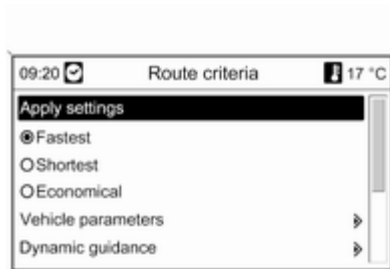 09:20 Route criteria 17 °C
Apply settings
Fastest
Shortest
Economical
Vehicle parameters
Dynamic guidance